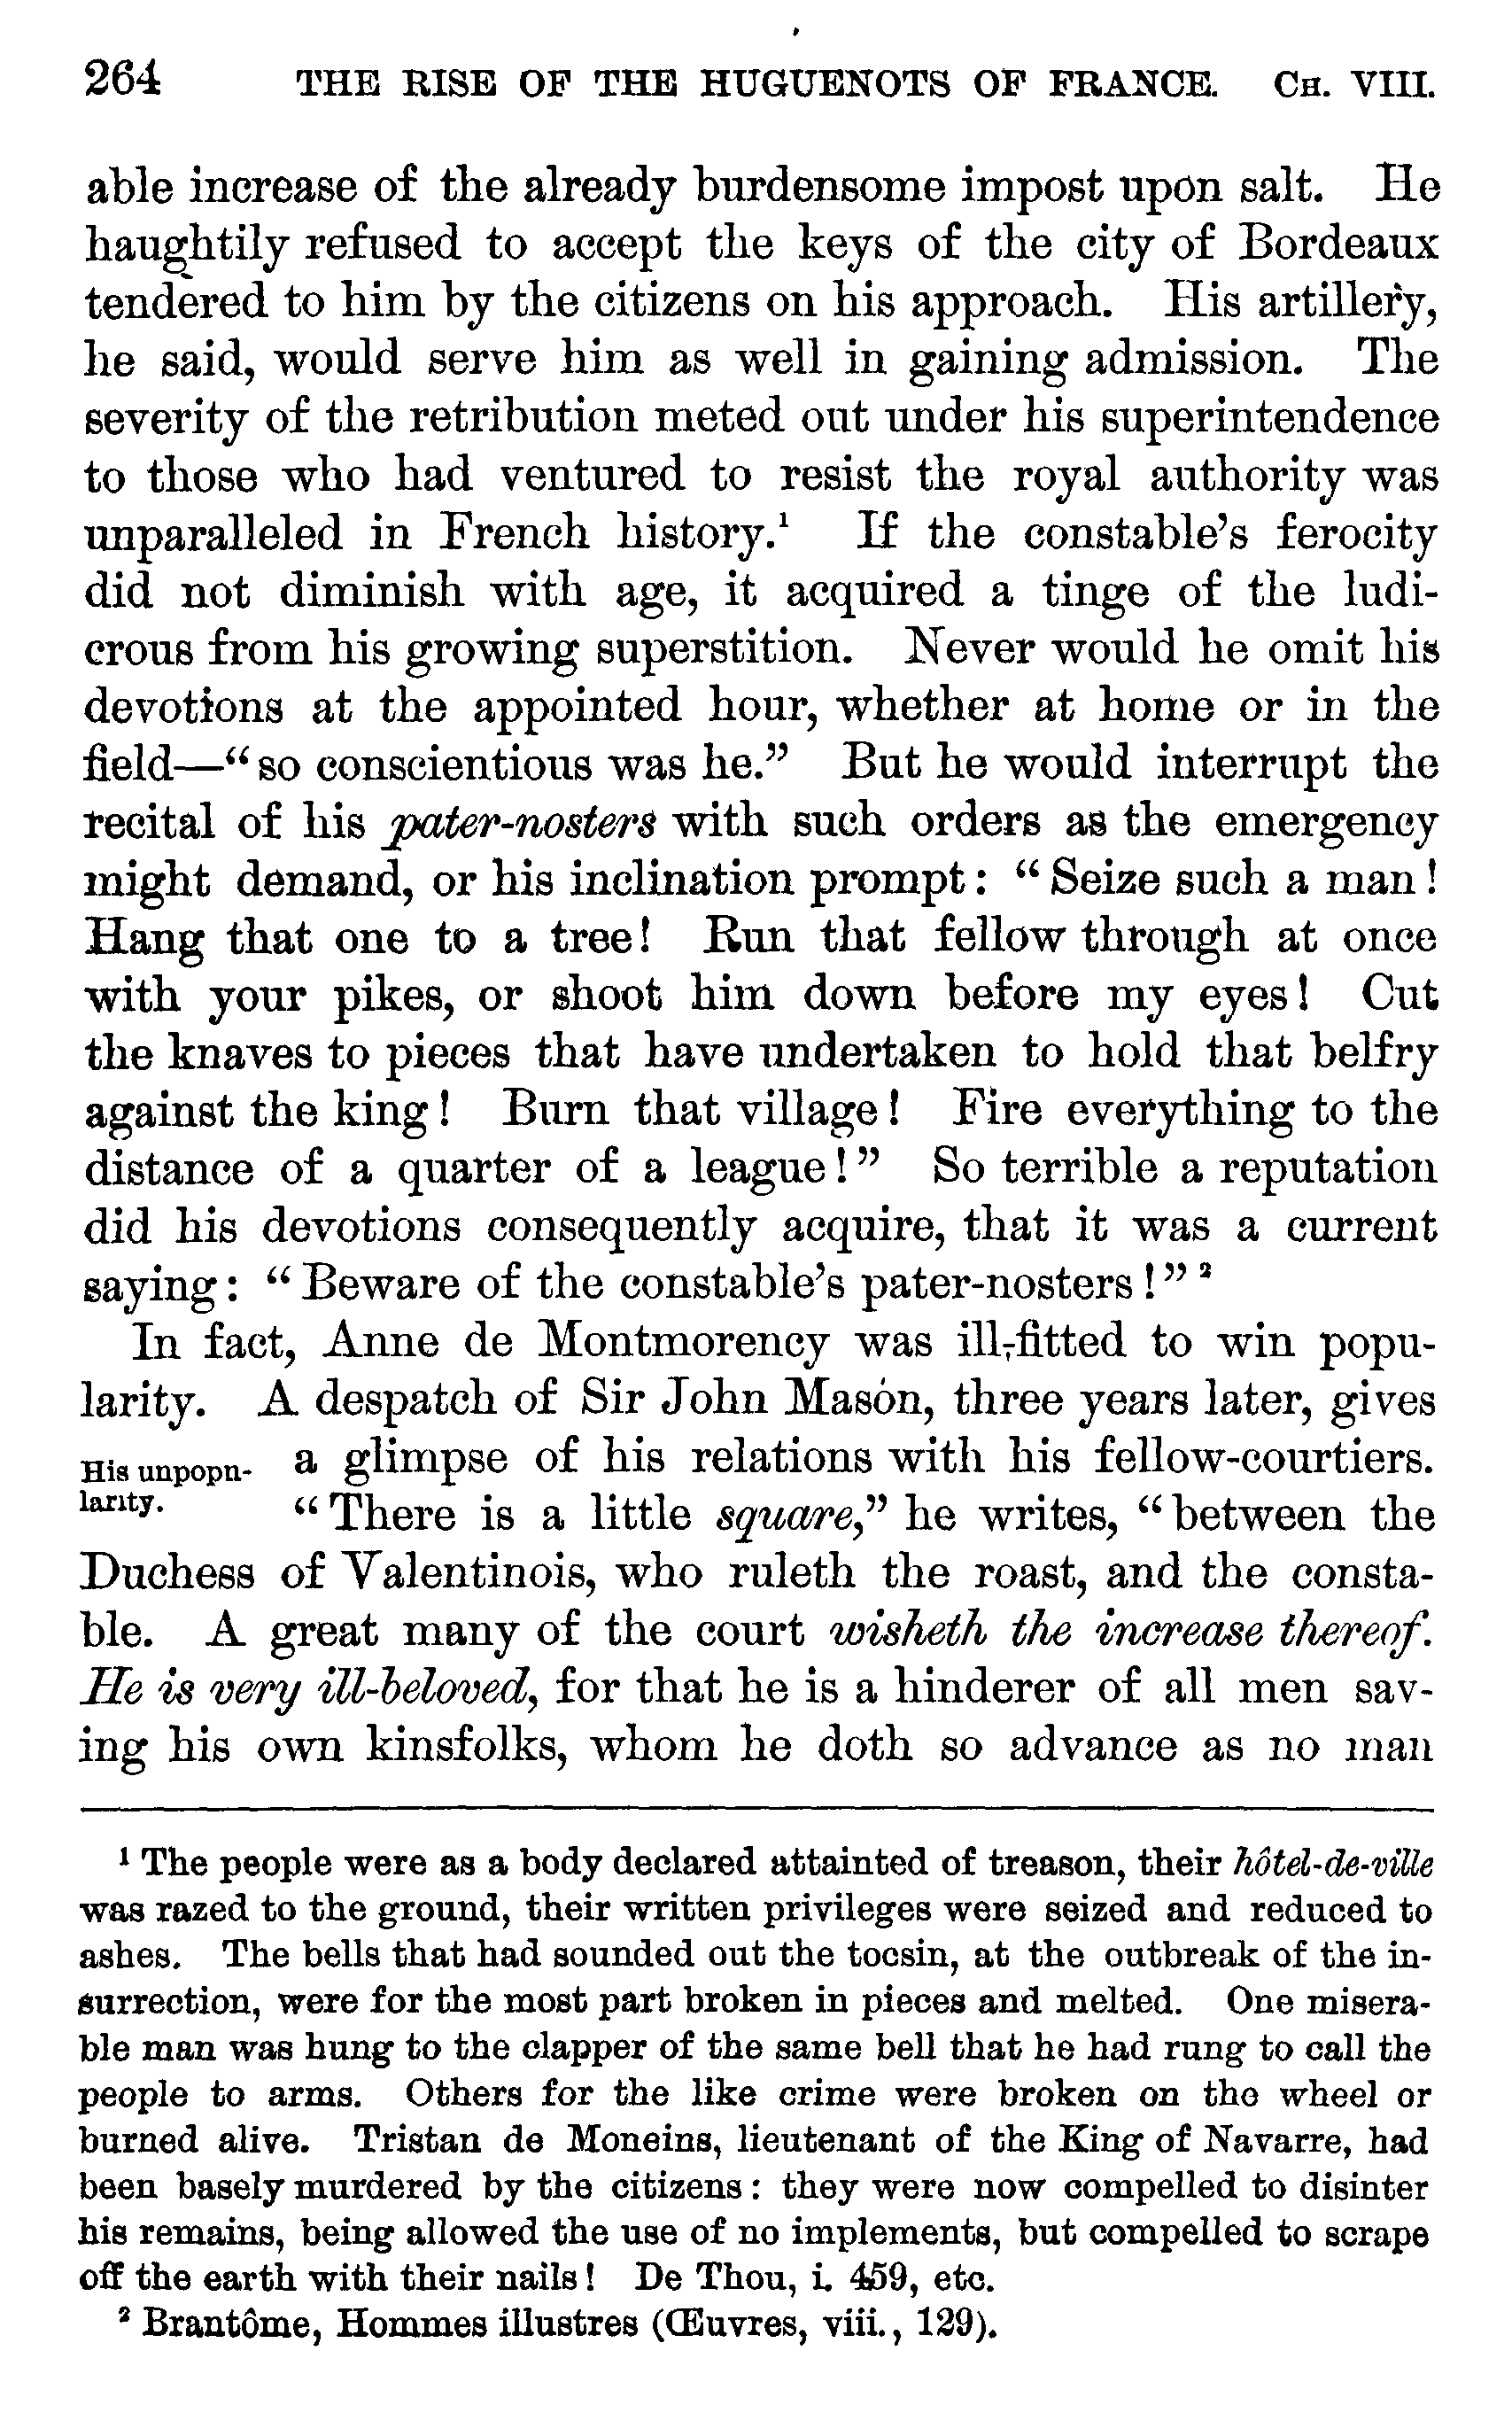 264 THE RISE OF THE HUGUENOTS OF FRANCE. CH. VIII.
able increase of the already burdensome impost upon salt. He
haughtily refused to accept the keys of the city of Bordeaux
tendered to him by the citizens on his approach. His artillery,
he said, would serve him as well in gaining admission. The
severity of the retribution meted out under his superintendence
to those who had ventured to resist the royal authority was
unparalleled in French history.¹ If the constable's ferocity
did not diminish with age, it acquired a tinge of the ludi-
crous from his growing superstition. Never would he omit his
devotions at the appointed hour, whether at home or in the
field—“so conscientious was he.” But he would interrupt the
recital of his pater-nosters with such orders as the emergency
might demand, or his inclination prompt: “Seize such a man!
Hang that one to a tree! Run that fellow through at once
with your pikes, or shoot him down before my eyes! Cut
the knaves to pieces that have undertaken to hold that belfry
against the king! Burn that village! Fire everything to the
distance of a quarter of a league!” So terrible a reputation
did his devotions consequently acquire, that it was a current
saying: “Beware of the constable's pater-nosters!”²
In fact, Anne de Montmorency was ill-fitted to win popu-
larity. A despatch of Sir John Mason, three years later, gives
His unpopu-
larity.
a glimpse of his relations with his fellow-courtiers.
“There is a little square,” he writes, “between the
Duchess of Valentinois, who ruleth the roast, and the consta-
ble. A great many of the court wisheth the increase thereof.
He is very ill-beloved, for that he is a hinderer of all men sav-
ing his own kinsfolks, whom he doth so advance as no man
¹ The people were as a body declared attainted of treason, their hôtel-de-ville
was razed to the ground, their written privileges were seized and reduced to
ashes. The bells that had sounded out the tocsin, at the outbreak of the in-
surrection, were for the most part broken in pieces and melted. One misera-
ble man was hung to the clapper of the same bell that he had rung to call the
people to arms. Others for the like crime were broken on the wheel or
burned alive. Tristan de Moneins, lieutenant of the King of Navarre, had
been basely murdered by the citizens: they were now compelled to disinter
his remains, being allowed the use of no implements, but compelled to scrape
off the earth with their nails! De Thou, i. 459, etc.
² Brantôme, Hommes illustres (Œuvres, viii., 129).